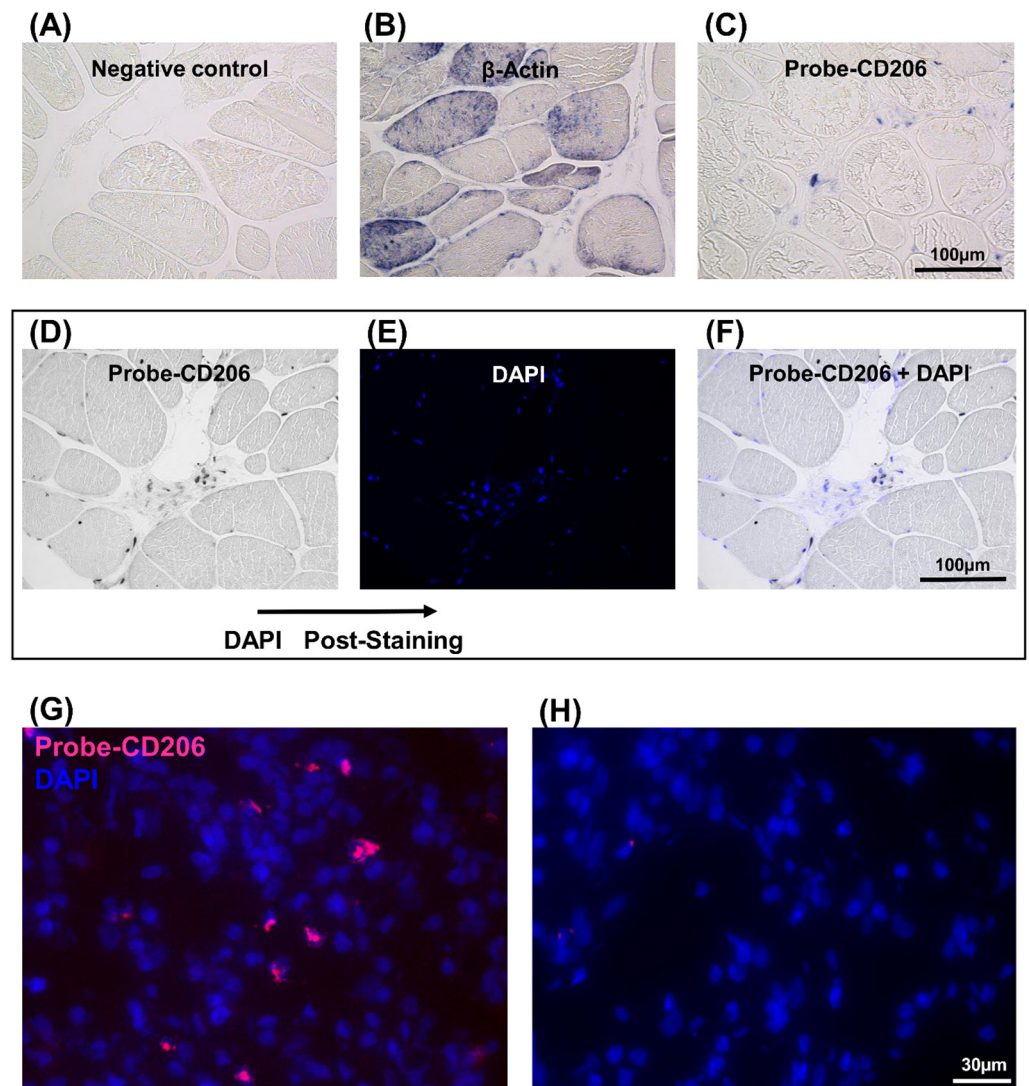 (A)
(B)
(C)
Negative control
β-Actin
Probe-CD206
100µm
(D)
(E)
(F)
Probe-CD206
DAPI
Probe-CD206 + DAPI
100µm
DAPI Post-Staining
(G)
(H)
Probe-CD206
DAPI
30µm